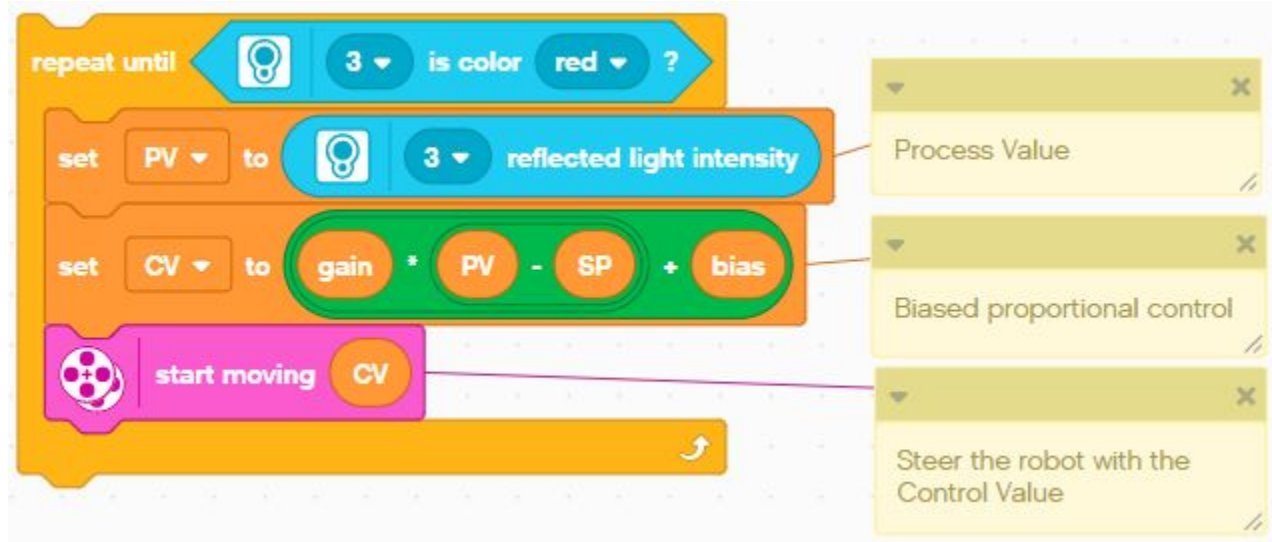 repeat until 3 is color red ?
set PV to 3 reflected light intensity
Process Value
set CV to gain * PV - SP + bias
Biased proportional control
start moving CV
Steer the robot with the
Control Value